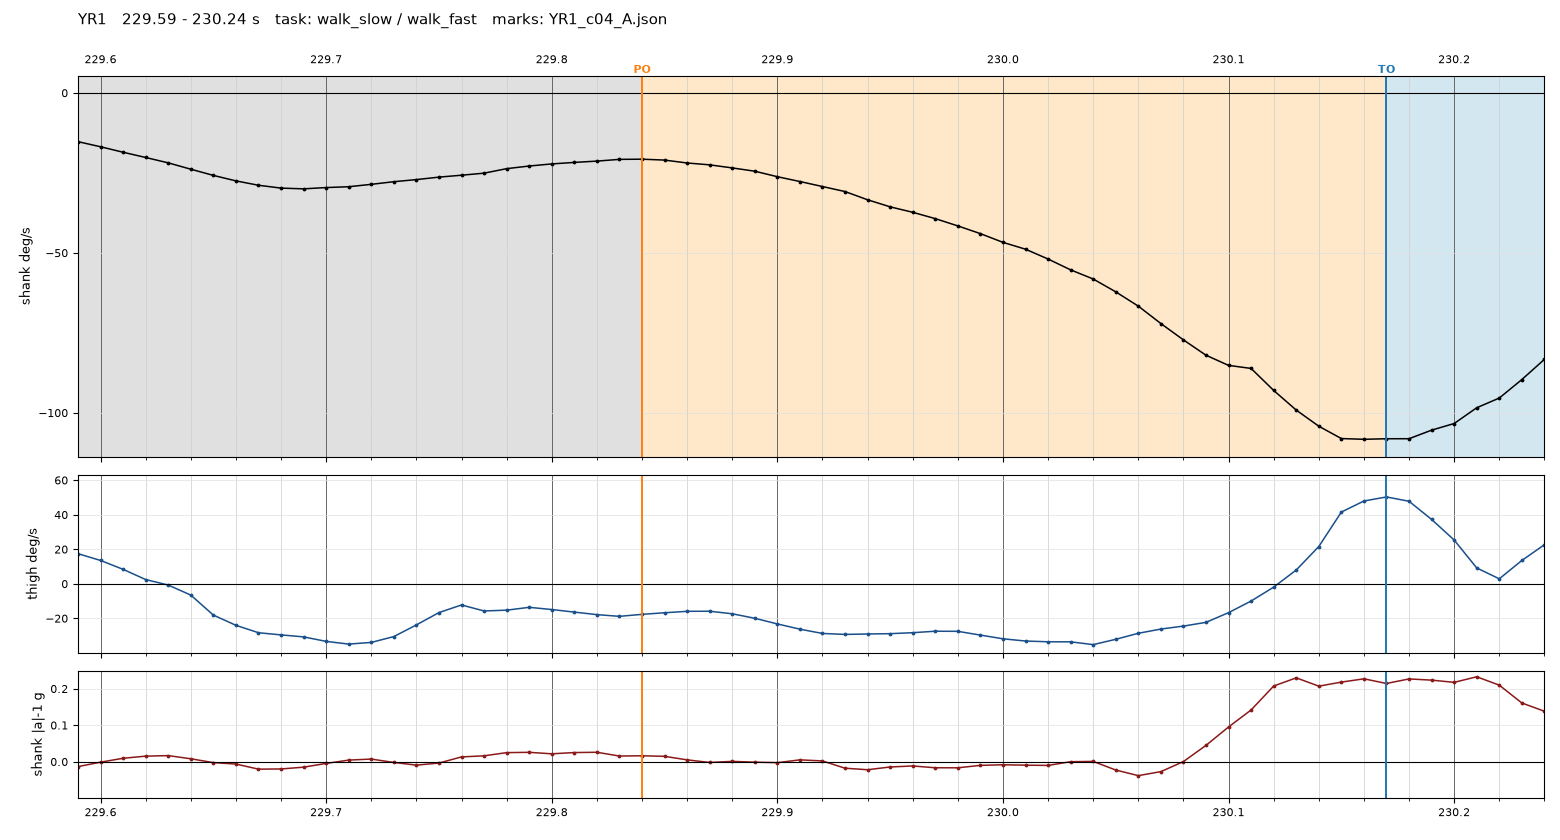 YR1   229.59 - 230.24 s   task: walk_slow / walk_fast   marks: YR1_c04_A.json
229.6 229.7 229.8 229.9 230.0 230.1 230.2
PO TO
0
−50
−100
shank deg/s
60
40
20
0
−20
thigh deg/s
0.2
0.1
0.0
shank |a|-1 g
229.6 229.7 229.8 229.9 230.0 230.1 230.2